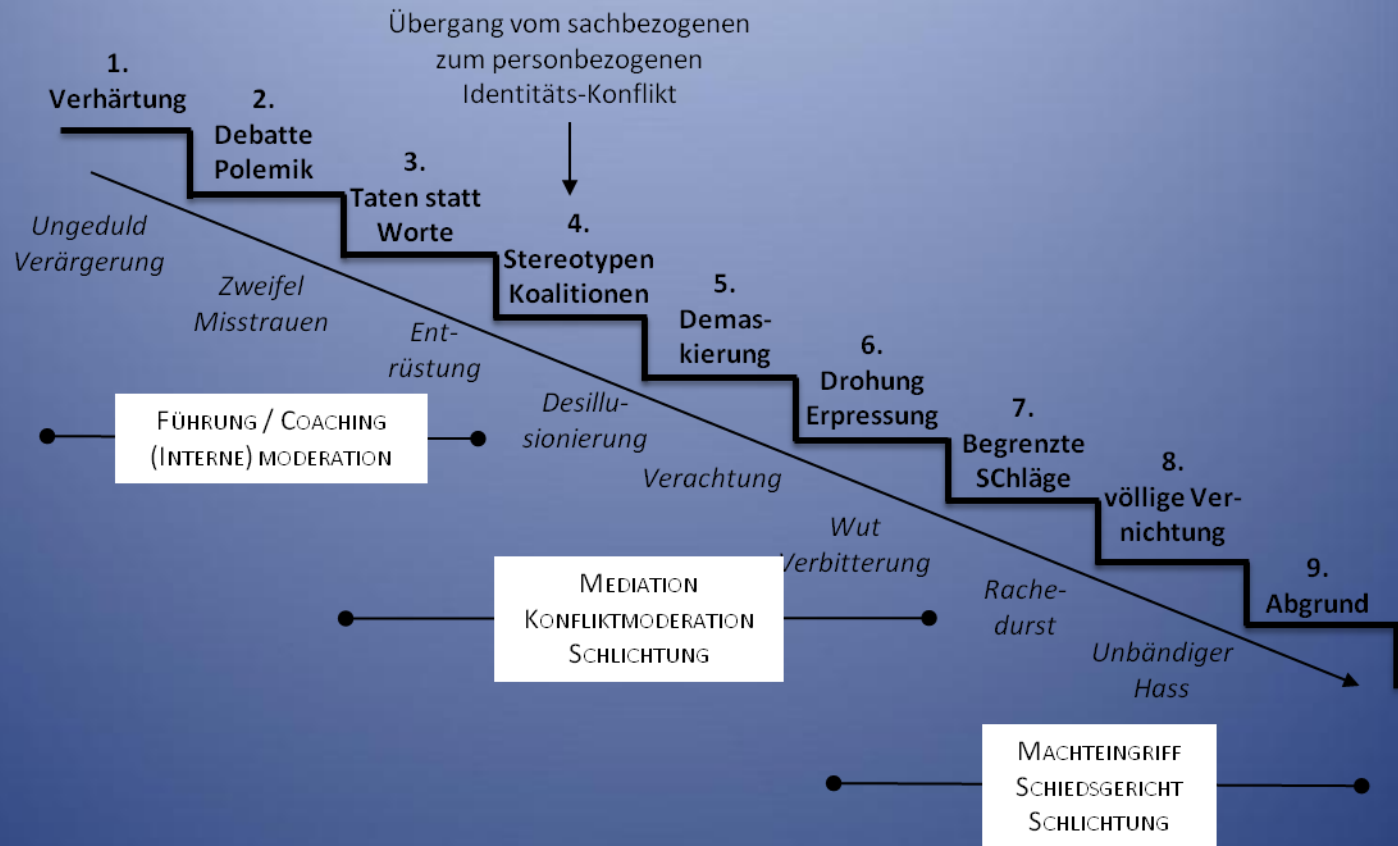 Übergang vom sachbezogenen
zum personbezogenen
Identitäts-Konflikt
1.
Verhärtung
2.
Debatte
Polemik
3.
Taten statt
Worte
4.
Stereotypen
Koalitionen
5.
Demas-
kierung
6.
Drohung
Erpressung
7.
Begrenzte
SChläge
8.
völlige Ver-
nichtung
9.
Abgrund
Ungeduld
Verärgerung
Zweifel
Misstrauen
Ent-
rüstung
Desillu-
sionierung
Verachtung
Wut
Verbitterung
Rache-
durst
Unbändiger
Hass
FÜHRUNG / COACHING
(INTERNE) MODERATION
MEDIATION
KONFLIKTMODERATION
SCHLICHTUNG
MACHTEINGRIFF
SCHIEDSGERICHT
SCHLICHTUNG